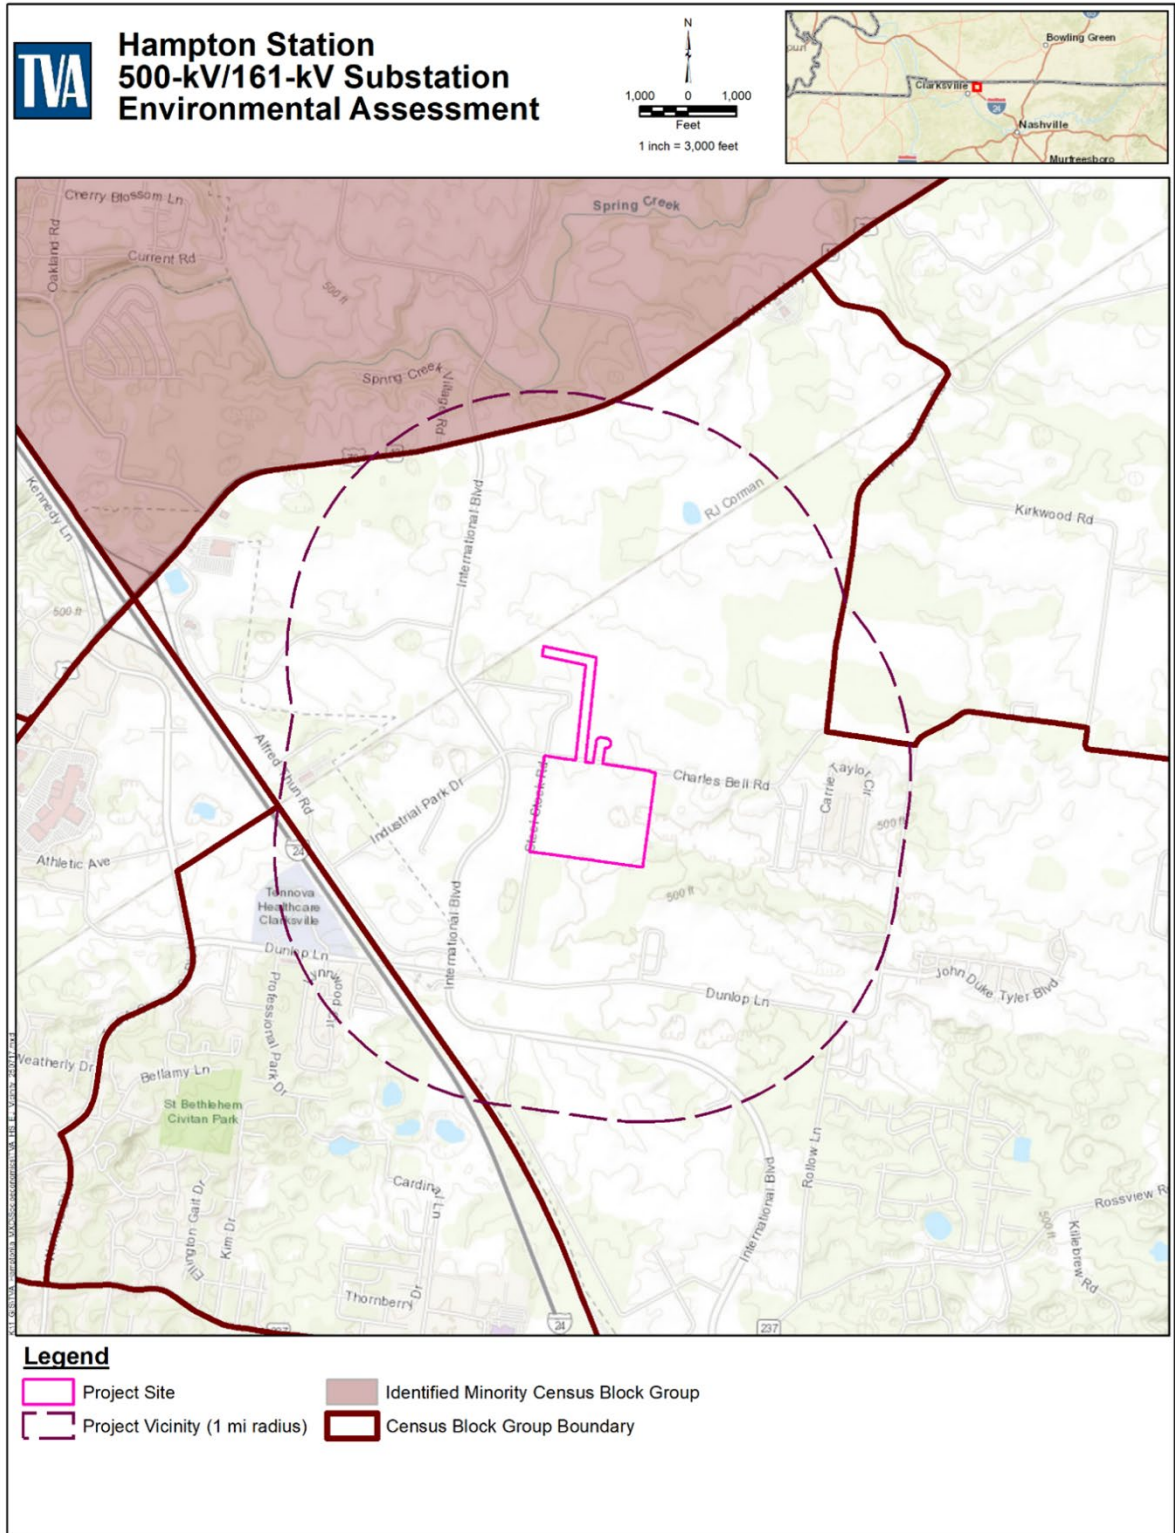 TVA
Hampton Station
500-kV/161-kV Substation
Environmental Assessment
N
1,000 0 1,000
Feet
1 inch = 3,000 feet
Bowling Green
Clarksville
24
Nashville
Murfreesboro
Cherry Blossom Ln
Oakland Rd
Current Rd
Spring Creek
500 ft
Spring Creek
Village Rd
Kennedy Ln
International Blvd
RJ Corman
Kirkwood Rd
500 ft
Alfred Thun Rd
Industrial Park Dr
Steel Stock Rd
Charles Bell Rd
Carrie Taylor Cir
500 ft
Athletic Ave
24
Tennova
Healthcare
Clarksville
500 ft
International Blvd
Dunlop Ln
Professional Park Dr
Dunlop Ln
John Duke Tyler Blvd
Weatherly Dr
Bellamy Ln
St Bethlehem
Civitan Park
Ellington Gait Dr
Kim Dr
Cardinal Ln
Thornberry Dr
24
International Blvd
237
Rollow Ln
Rossview R
500 ft
Killebrew Rd
Legend
Project Site
Identified Minority Census Block Group
Project Vicinity (1 mi radius)
Census Block Group Boundary